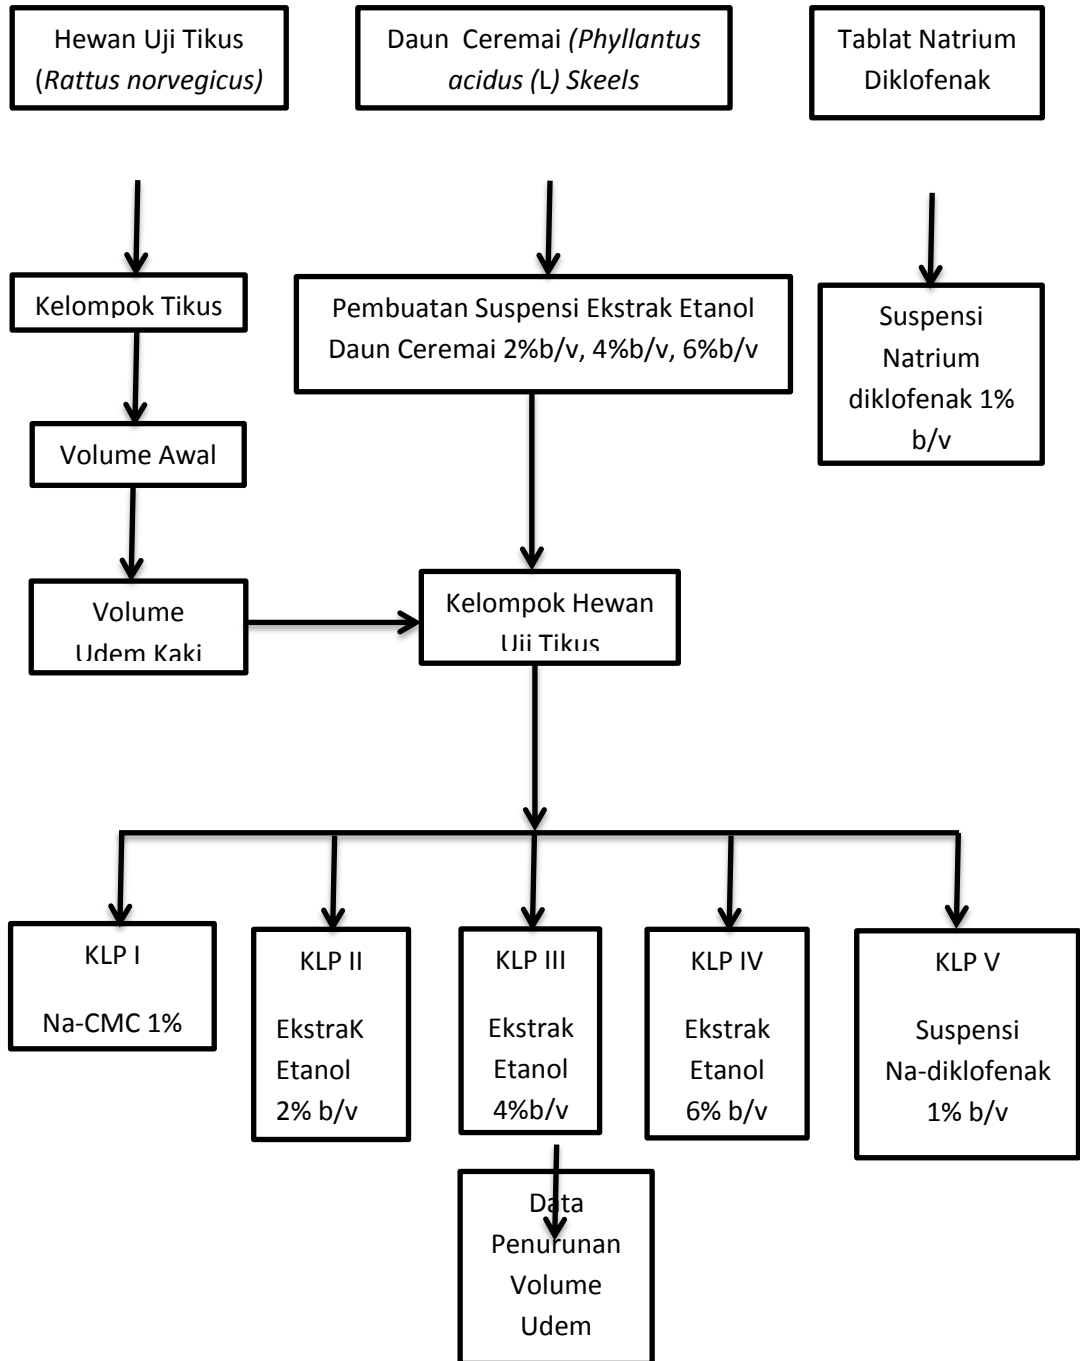 Hewan Uji Tikus
(Rattus norvegicus)
Daun Ceremai (Phyllantus
acidus (L) Skeels
Tablat Natrium
Diklofenak
Kelompok Tikus
Pembuatan Suspensi Ekstrak Etanol
Daun Ceremai 2%b/v, 4%b/v, 6%b/v
Suspensi
Natrium
diklofenak 1%
b/v
Volume Awal
Volume
Udem Kaki
Kelompok Hewan
Uji Tikus
KLP I
Na-CMC 1%
KLP II
EkstraK
Etanol
2% b/v
KLP III
Ekstrak
Etanol
4%b/v
KLP IV
Ekstrak
Etanol
6% b/v
KLP V
Suspensi
Na-diklofenak
1% b/v
Data
Penurunan
Volume
Udem